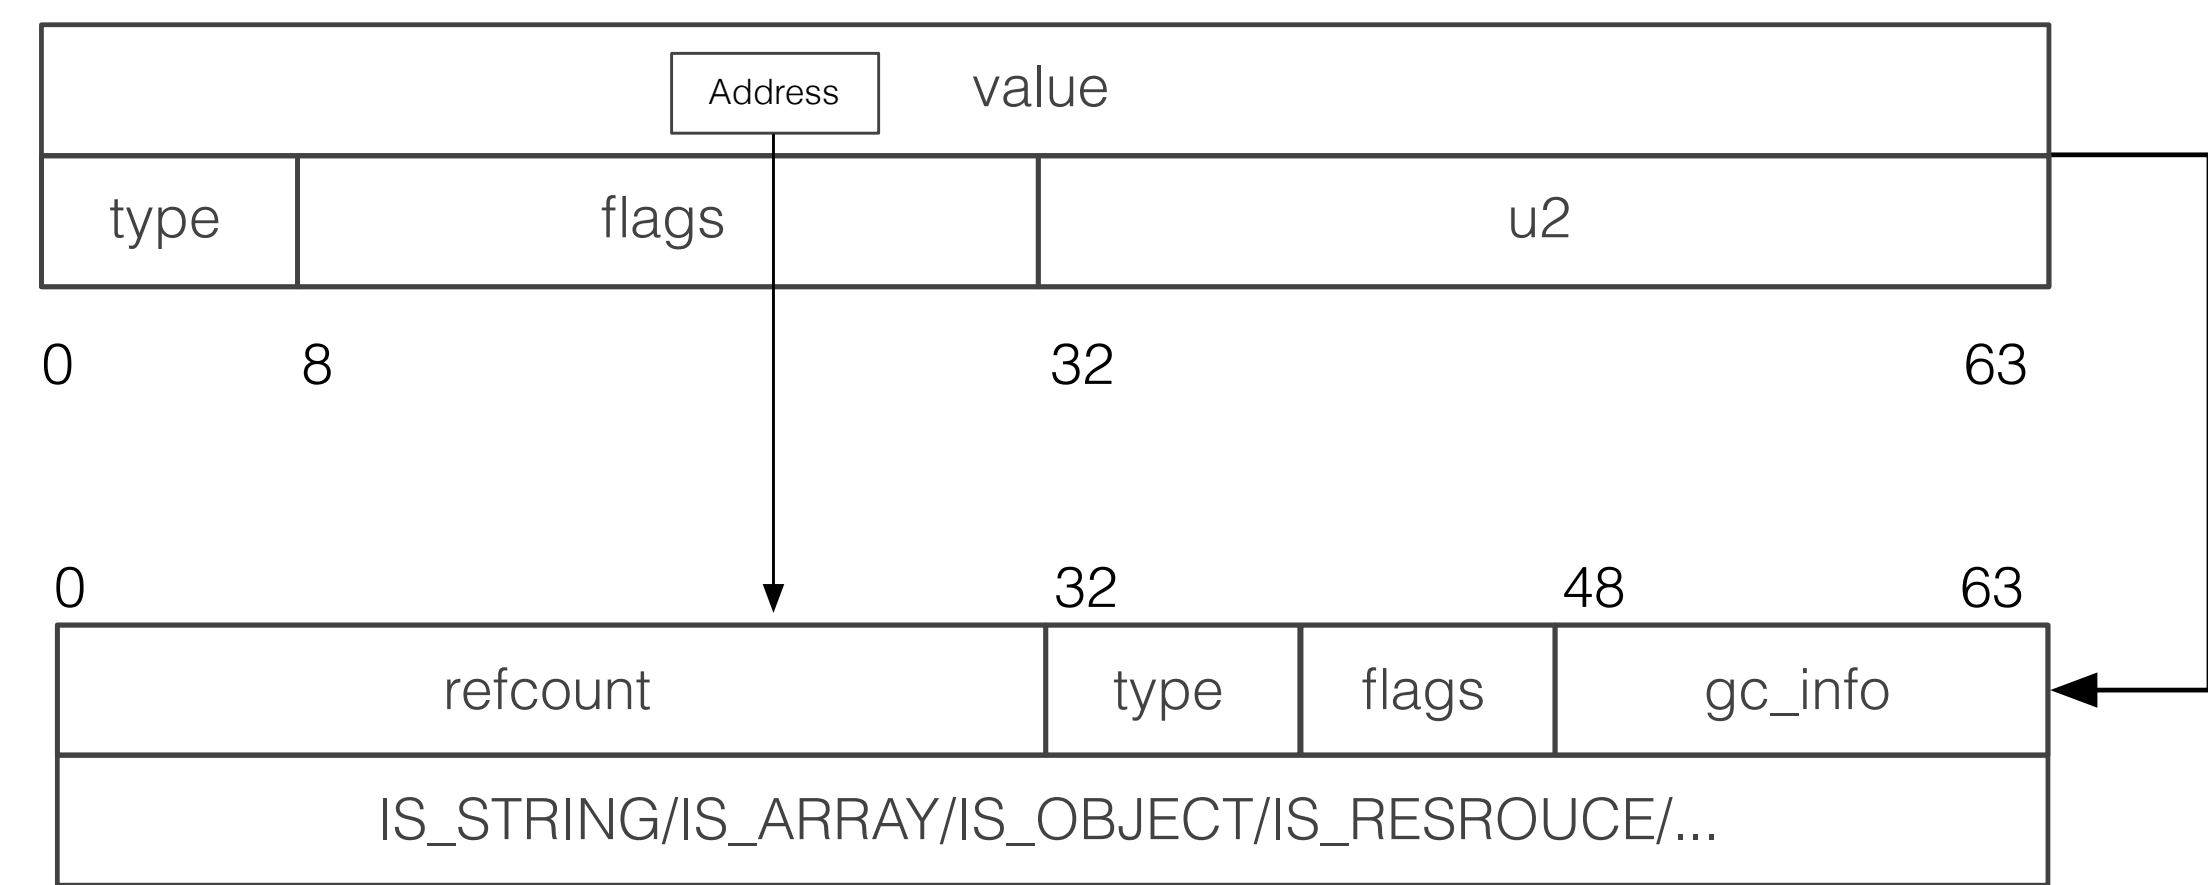 Address value
type flags u2
0 8 32 63
0 32 48 63
refcount type flags gc_info
IS_STRING/IS_ARRAY/IS_OBJECT/IS_RESROUCE/...